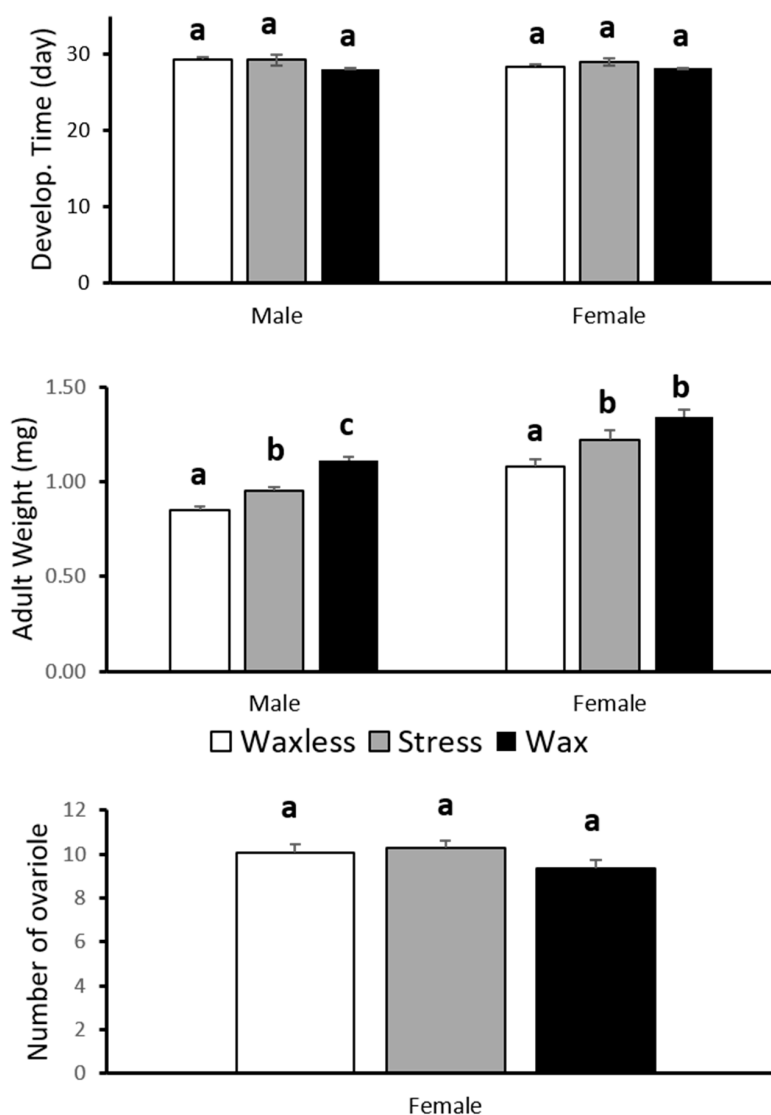 Develop. Time (day)
30
20
10
0
a a a a a a
Male Female
Adult Weight (mg)
1.50
1.00
0.50
0.00
a b c a b b
Male Female
Waxless Stress Wax
Number of ovariole
12
10
8
6
4
2
0
a a a
Female